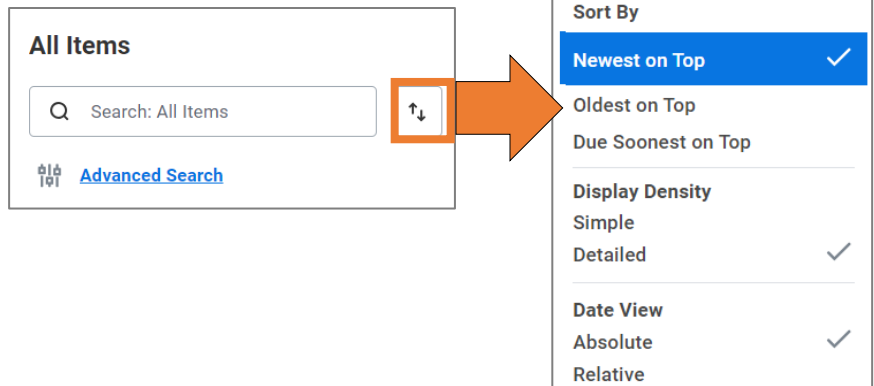 All Items
Search: All Items
Advanced Search
Sort By
Newest on Top
Oldest on Top
Due Soonest on Top
Display Density
Simple
Detailed
Date View
Absolute
Relative